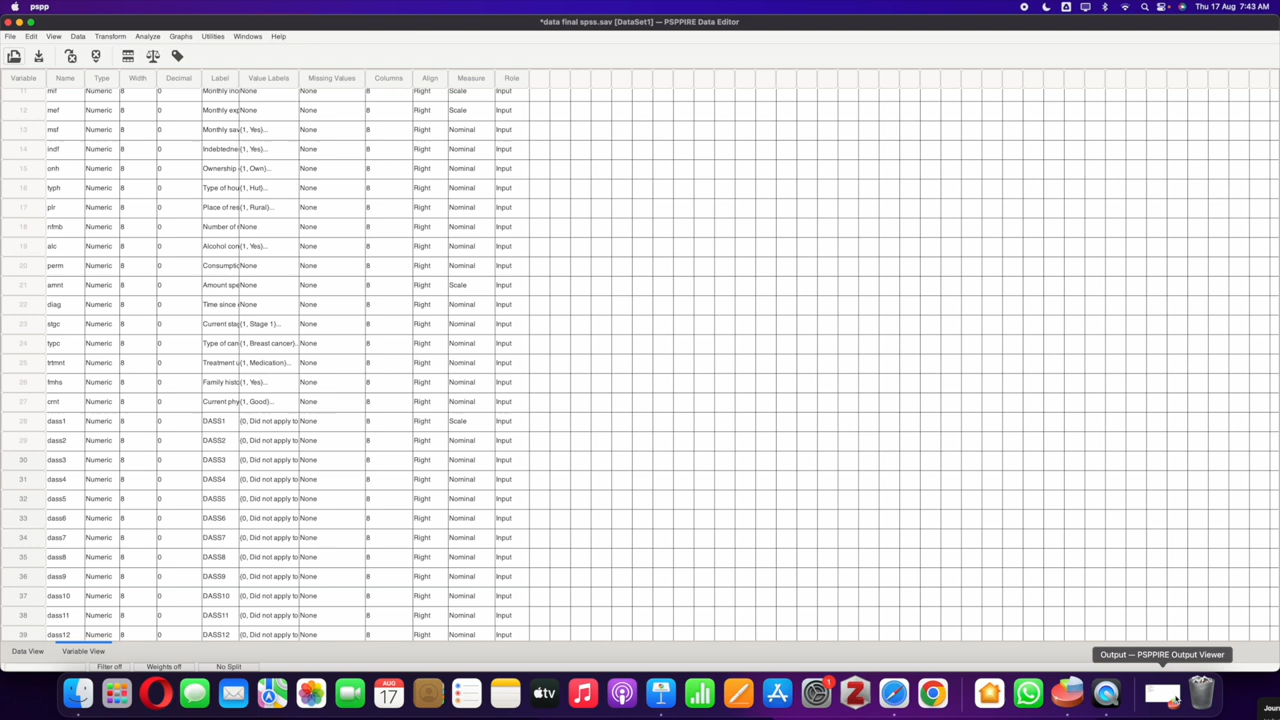 pspp Thu 17 Aug 7:43 AM
*data final spss.sav [DataSet1] — PSPPIRE Data Editor
File Edit View Data Transform Analyze Graphs Utilities Windows Help
Variable Name Type Width Decimal Label Value Labels Missing Values Columns Align Measure Role
11 mif Numeric 8 0 Monthly inc None None 8 Right Scale Input
12 mef Numeric 8 0 Monthly exp None None 8 Right Scale Input
13 msf Numeric 8 0 Monthly sav {1, Yes}... None 8 Right Nominal Input
14 indf Numeric 8 0 Indebtedne {1, Yes}... None 8 Right Nominal Input
15 onh Numeric 8 0 Ownership {1, Own}... None 8 Right Nominal Input
16 typh Numeric 8 0 Type of hou {1, Hut}... None 8 Right Nominal Input
17 plr Numeric 8 0 Place of res {1, Rural}... None 8 Right Nominal Input
18 nfmb Numeric 8 0 Number of None None 8 Right Nominal Input
19 alc Numeric 8 0 Alcohol con {1, Yes}... None 8 Right Nominal Input
20 perm Numeric 8 0 Consumptic None None 8 Right Nominal Input
21 amnt Numeric 8 0 Amount spe None None 8 Right Scale Input
22 diag Numeric 8 0 Time since None None 8 Right Nominal Input
23 stgc Numeric 8 0 Current stag {1, Stage 1}... None 8 Right Nominal Input
24 typc Numeric 8 0 Type of can {1, Breast cancer}... None 8 Right Nominal Input
25 trtmnt Numeric 8 0 Treatment u {1, Medication}... None 8 Right Nominal Input
26 fmhs Numeric 8 0 Family histo {1, Yes}... None 8 Right Nominal Input
27 crnt Numeric 8 0 Current phy {1, Good}... None 8 Right Nominal Input
28 dass1 Numeric 8 0 DASS1 {0, Did not apply to None 8 Right Scale Input
29 dass2 Numeric 8 0 DASS2 {0, Did not apply to None 8 Right Nominal Input
30 dass3 Numeric 8 0 DASS3 {0, Did not apply to None 8 Right Nominal Input
31 dass4 Numeric 8 0 DASS4 {0, Did not apply to None 8 Right Nominal Input
32 dass5 Numeric 8 0 DASS5 {0, Did not apply to None 8 Right Nominal Input
33 dass6 Numeric 8 0 DASS6 {0, Did not apply to None 8 Right Nominal Input
34 dass7 Numeric 8 0 DASS7 {0, Did not apply to None 8 Right Nominal Input
35 dass8 Numeric 8 0 DASS8 {0, Did not apply to None 8 Right Nominal Input
36 dass9 Numeric 8 0 DASS9 {0, Did not apply to None 8 Right Nominal Input
37 dass10 Numeric 8 0 DASS10 {0, Did not apply to None 8 Right Nominal Input
38 dass11 Numeric 8 0 DASS11 {0, Did not apply to None 8 Right Nominal Input
39 dass12 Numeric 8 0 DASS12 {0, Did not apply to None 8 Right Nominal Input
Data View Variable View
Output — PSPPIRE Output Viewer
Filter off Weights off No Split
AUG
17
tv
1
Journ